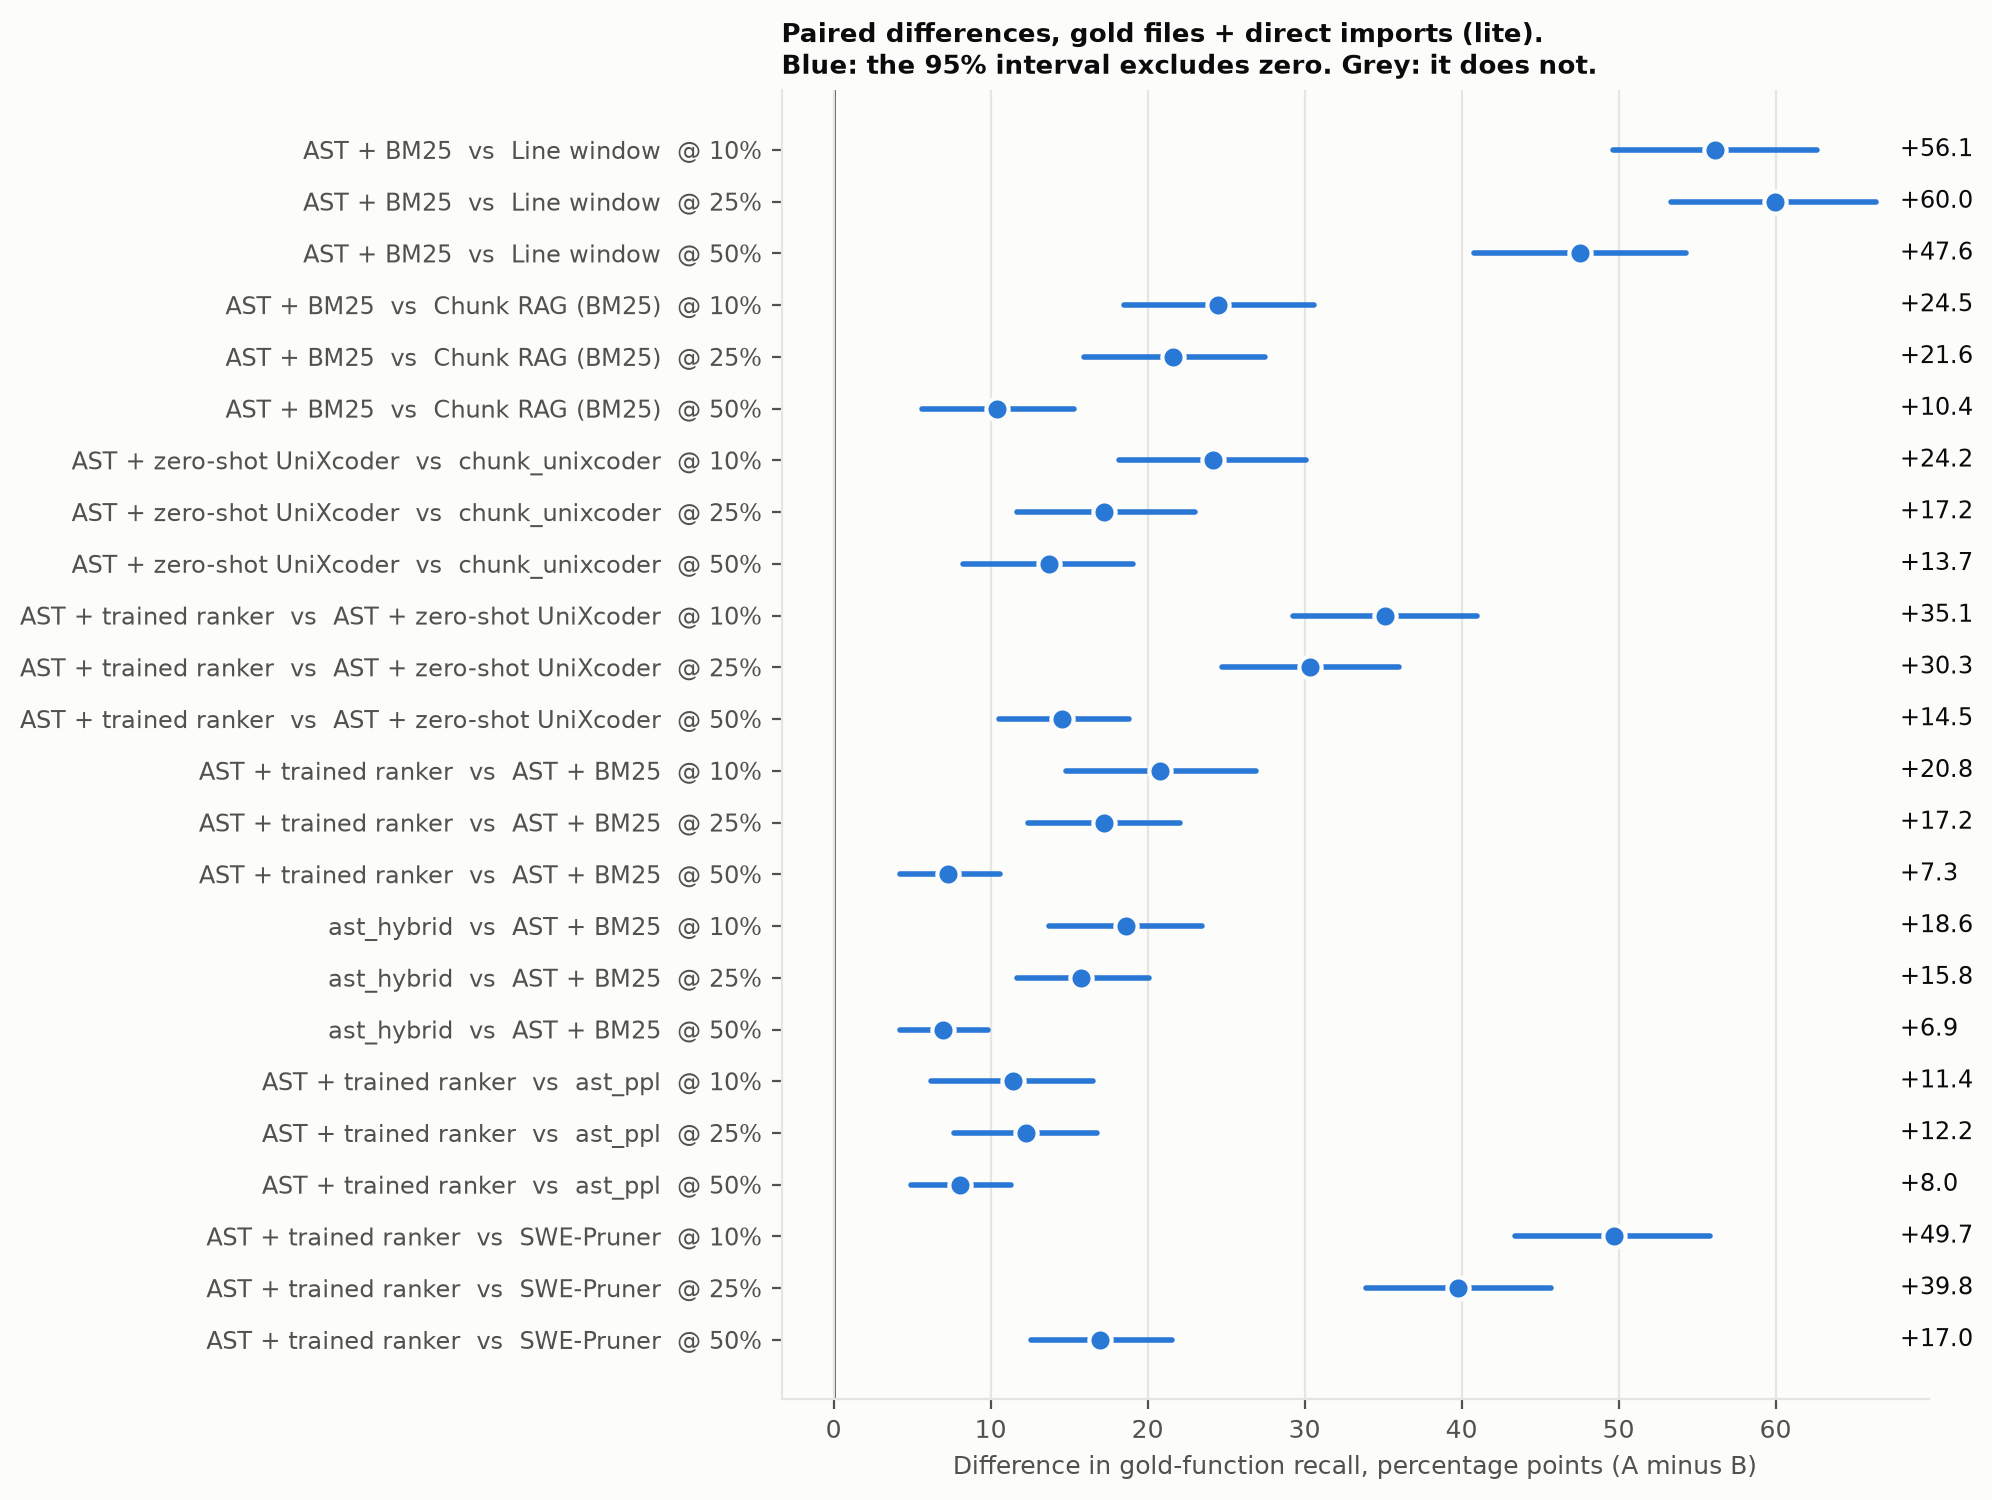 Paired differences, gold files + direct imports (lite).
Blue: the 95% interval excludes zero. Grey: it does not.
AST + BM25 vs Line window @ 10% +56.1
AST + BM25 vs Line window @ 25% +60.0
AST + BM25 vs Line window @ 50% +47.6
AST + BM25 vs Chunk RAG (BM25) @ 10% +24.5
AST + BM25 vs Chunk RAG (BM25) @ 25% +21.6
AST + BM25 vs Chunk RAG (BM25) @ 50% +10.4
AST + zero-shot UniXcoder vs chunk_unixcoder @ 10% +24.2
AST + zero-shot UniXcoder vs chunk_unixcoder @ 25% +17.2
AST + zero-shot UniXcoder vs chunk_unixcoder @ 50% +13.7
AST + trained ranker vs AST + zero-shot UniXcoder @ 10% +35.1
AST + trained ranker vs AST + zero-shot UniXcoder @ 25% +30.3
AST + trained ranker vs AST + zero-shot UniXcoder @ 50% +14.5
AST + trained ranker vs AST + BM25 @ 10% +20.8
AST + trained ranker vs AST + BM25 @ 25% +17.2
AST + trained ranker vs AST + BM25 @ 50% +7.3
ast_hybrid vs AST + BM25 @ 10% +18.6
ast_hybrid vs AST + BM25 @ 25% +15.8
ast_hybrid vs AST + BM25 @ 50% +6.9
AST + trained ranker vs ast_ppl @ 10% +11.4
AST + trained ranker vs ast_ppl @ 25% +12.2
AST + trained ranker vs ast_ppl @ 50% +8.0
AST + trained ranker vs SWE-Pruner @ 10% +49.7
AST + trained ranker vs SWE-Pruner @ 25% +39.8
AST + trained ranker vs SWE-Pruner @ 50% +17.0
0 10 20 30 40 50 60
Difference in gold-function recall, percentage points (A minus B)